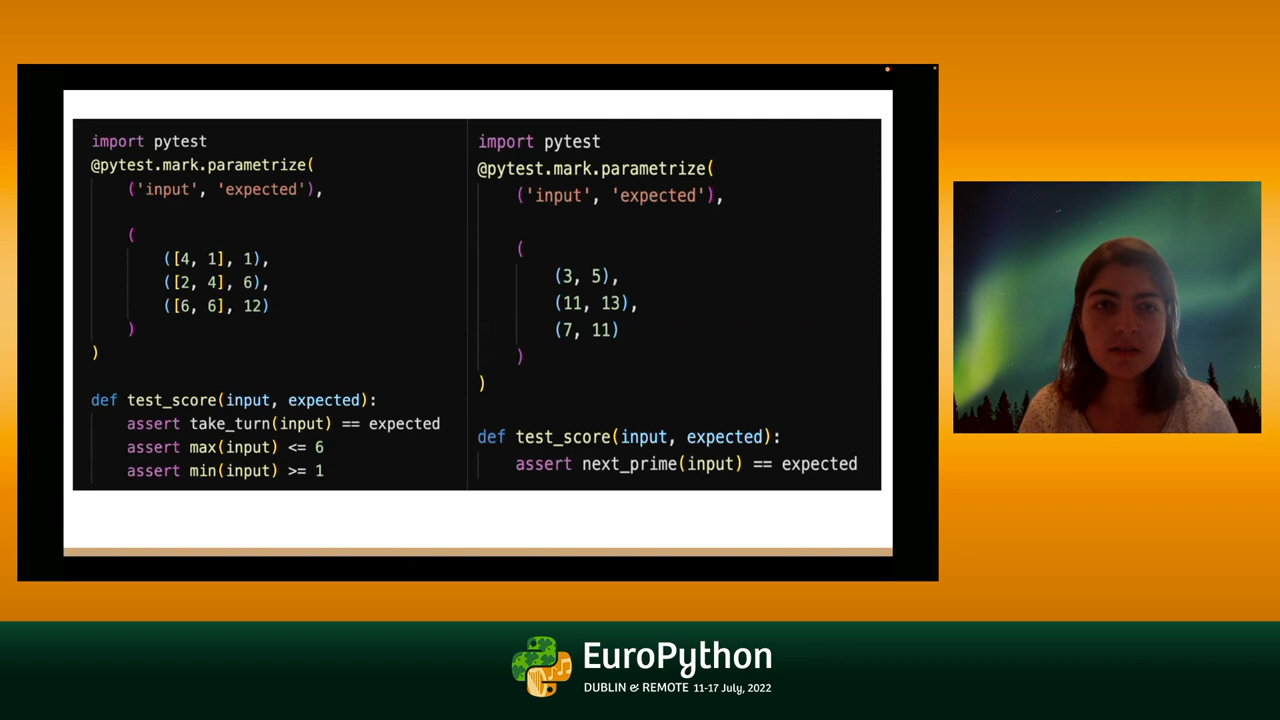 import pytest
@pytest.mark.parametrize(
('input', 'expected'),
(
([4, 1], 1),
([2, 4], 6),
([6, 6], 12)
)
)
def test_score(input, expected):
assert take_turn(input) == expected
assert max(input) <= 6
assert min(input) >= 1
import pytest
@pytest.mark.parametrize(
('input', 'expected'),
(
(3, 5),
(11, 13),
(7, 11)
)
)
def test_score(input, expected):
assert next_prime(input) == expected
EuroPython
DUBLIN & REMOTE 11-17 July, 2022